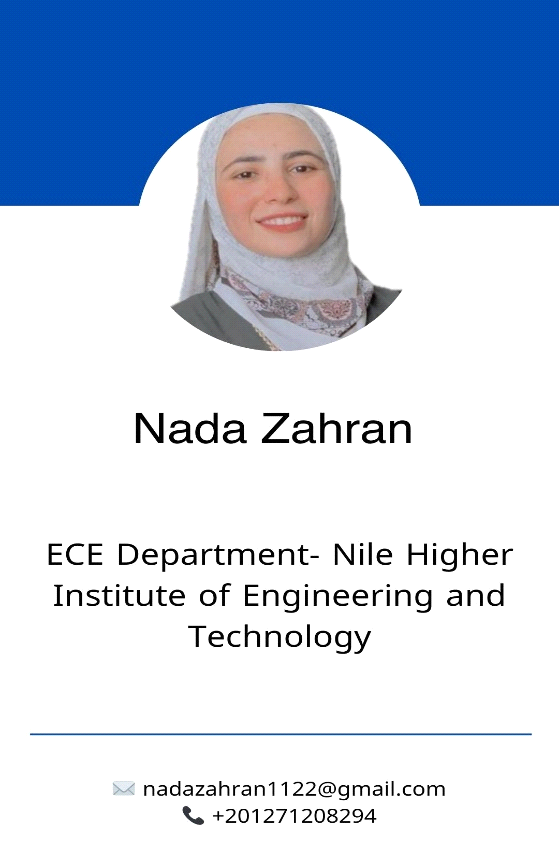 Nada Zahran
ECE Department- Nile Higher
Institute of Engineering and
Technology
nadazahran1122@gmail.com
+201271208294